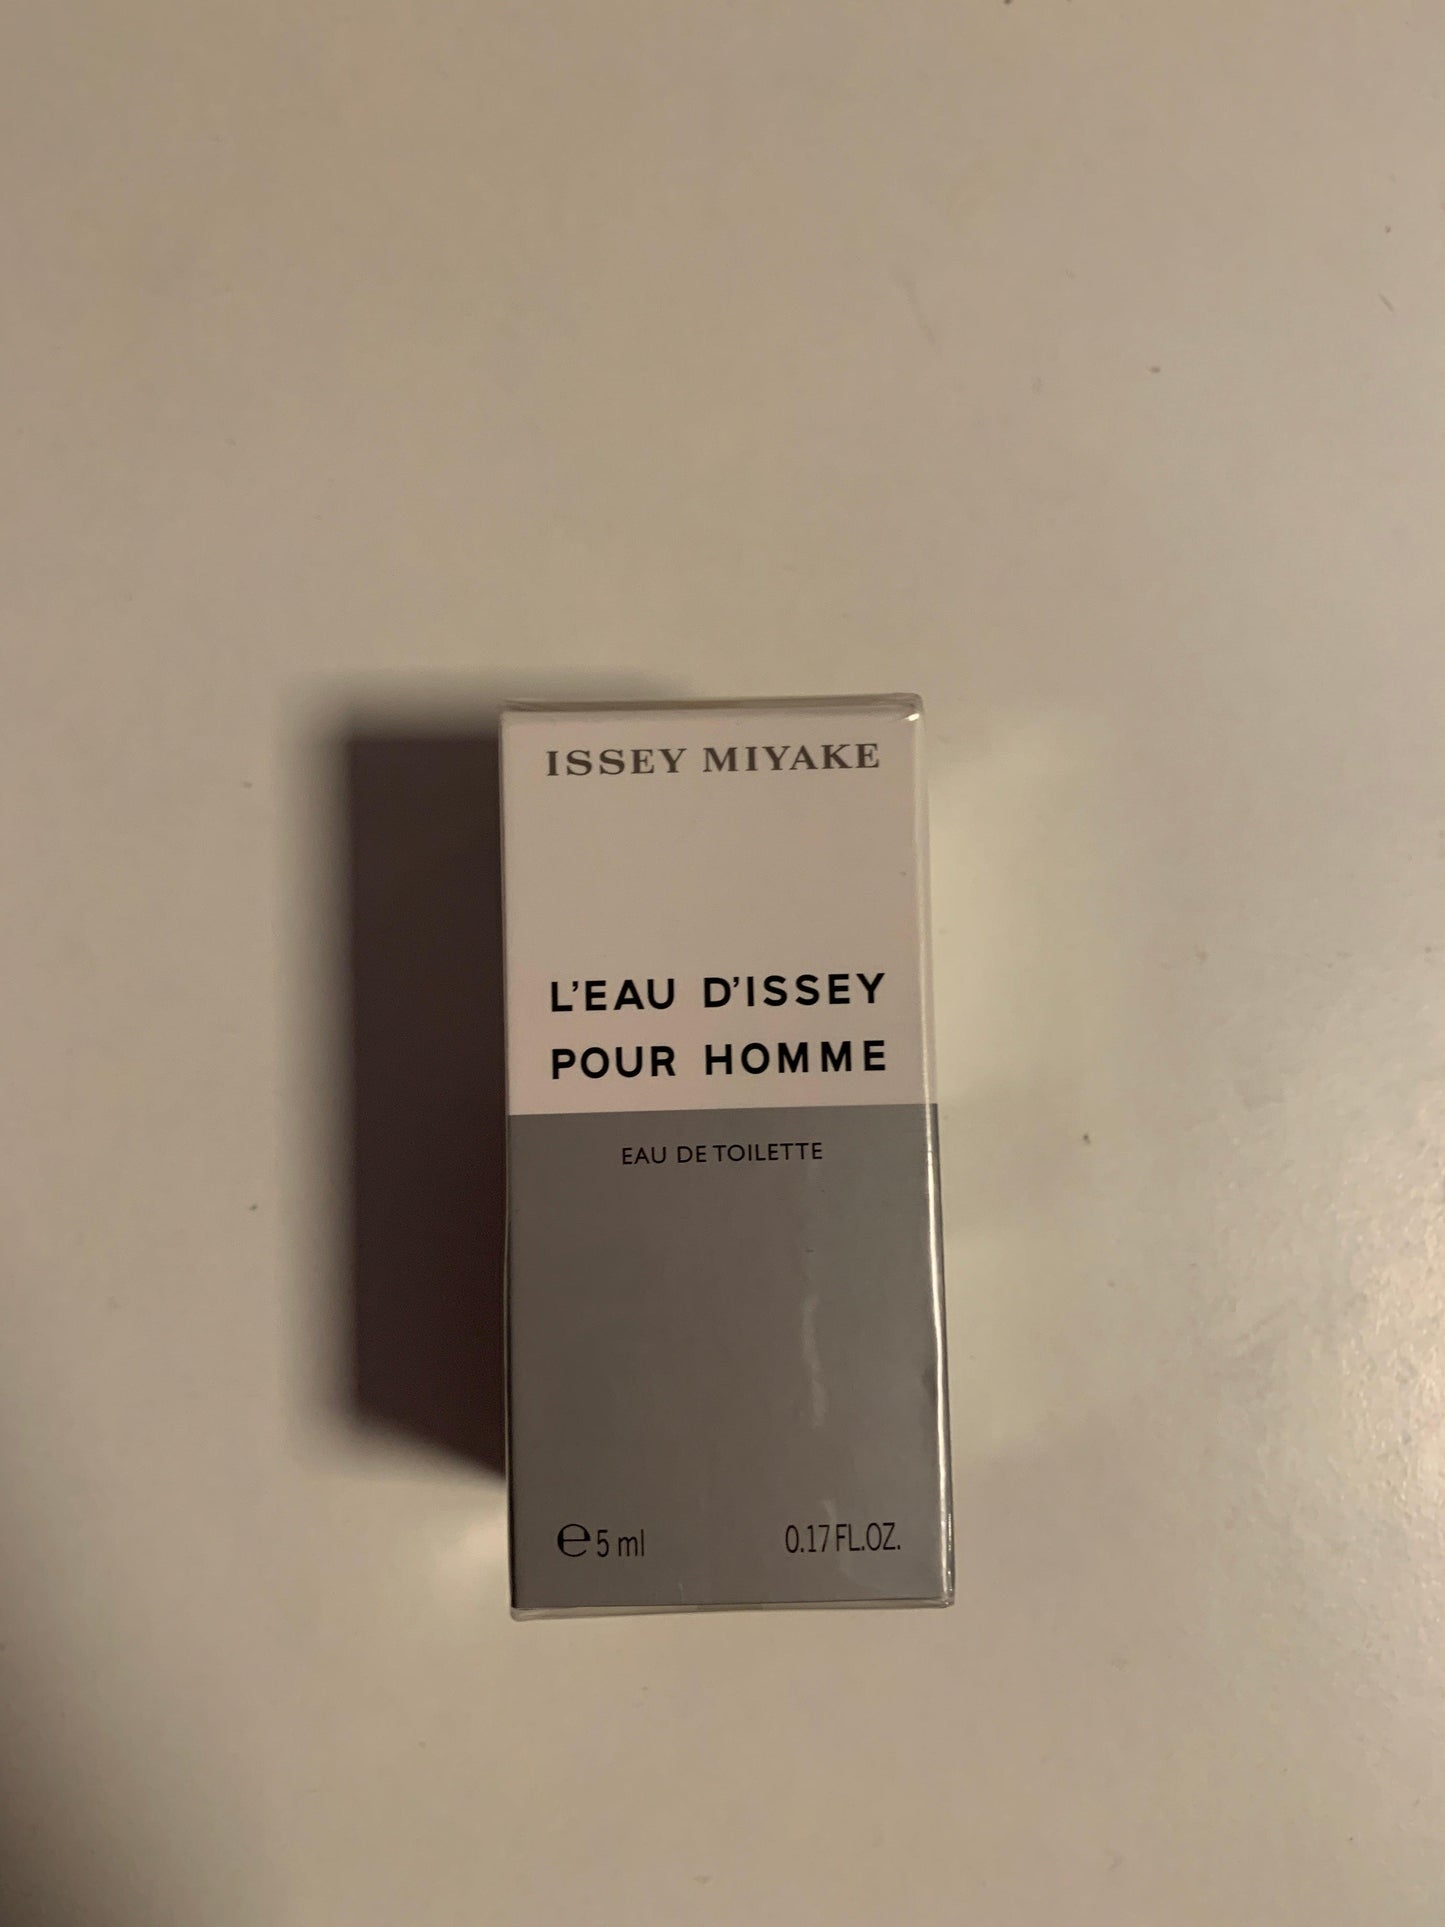 ISSEY MIYAKE
L'EAU D'ISSEY
POUR HOMME
EAU DE TOILETTE
℮5 ml 0.17 FL.OZ.